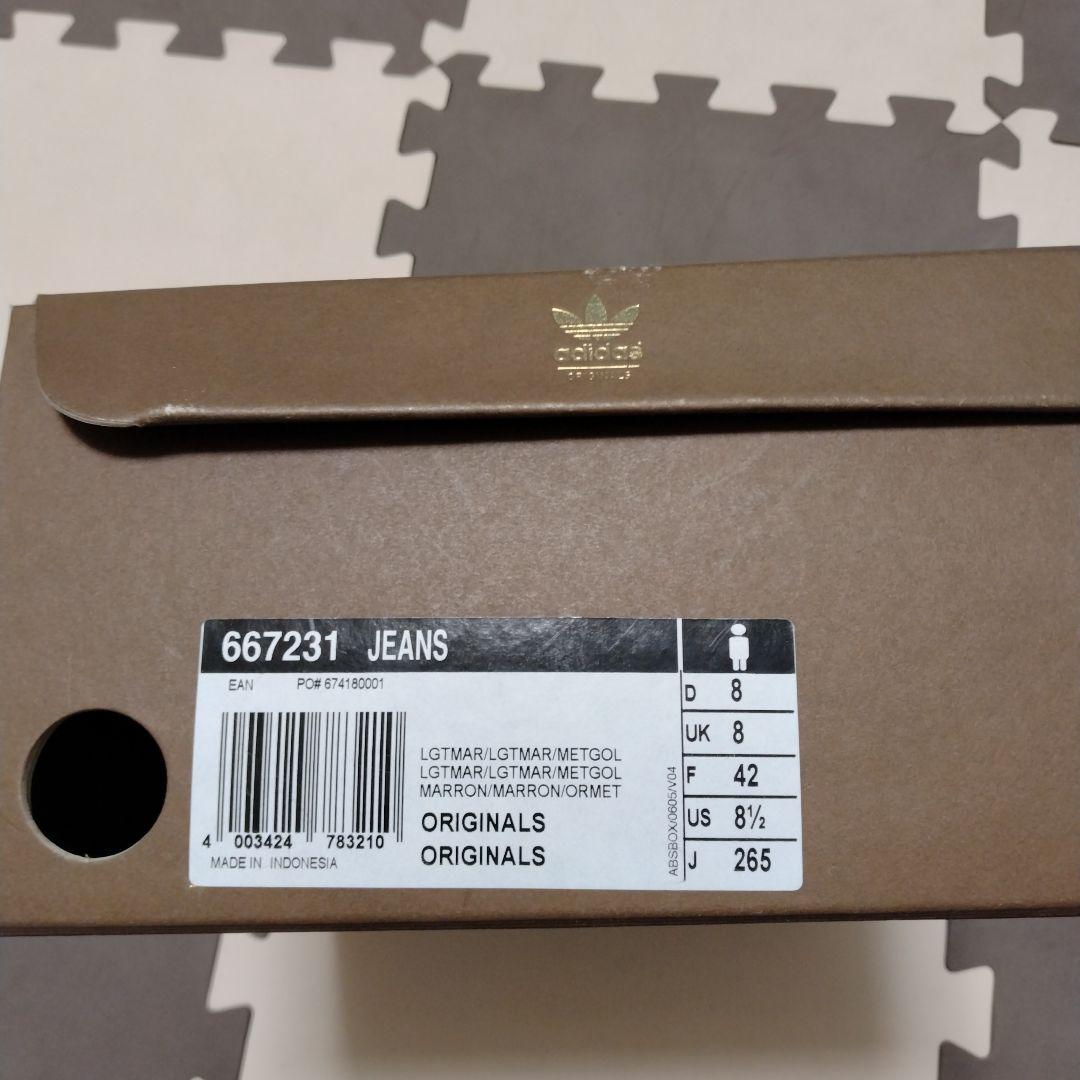 adidas
ORIGINALS
667231 JEANS
EAN PO# 674180001
LGTMAR/LGTMAR/METGOL
LGTMAR/LGTMAR/METGOL
MARRON/MARRON/ORMET
ORIGINALS
ORIGINALS
4 003424 783210
MADE IN INDONESIA
ABSBOX/0605/V04
D 8
UK 8
F 42
US 8½
J 265